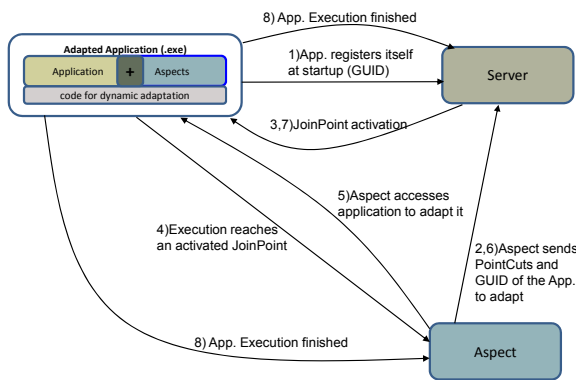 8) App. Execution finished
Adapted Application (.exe)
Application
+
Aspects
code for dynamic adaptation
1)App. registers itself
at startup (GUID)
Server
3,7)JoinPoint activation
5)Aspect accesses
application to adapt it
4)Execution reaches
an activated JoinPoint
2,6)Aspect sends
PointCuts and
GUID of the App.
to adapt
8) App. Execution finished
Aspect